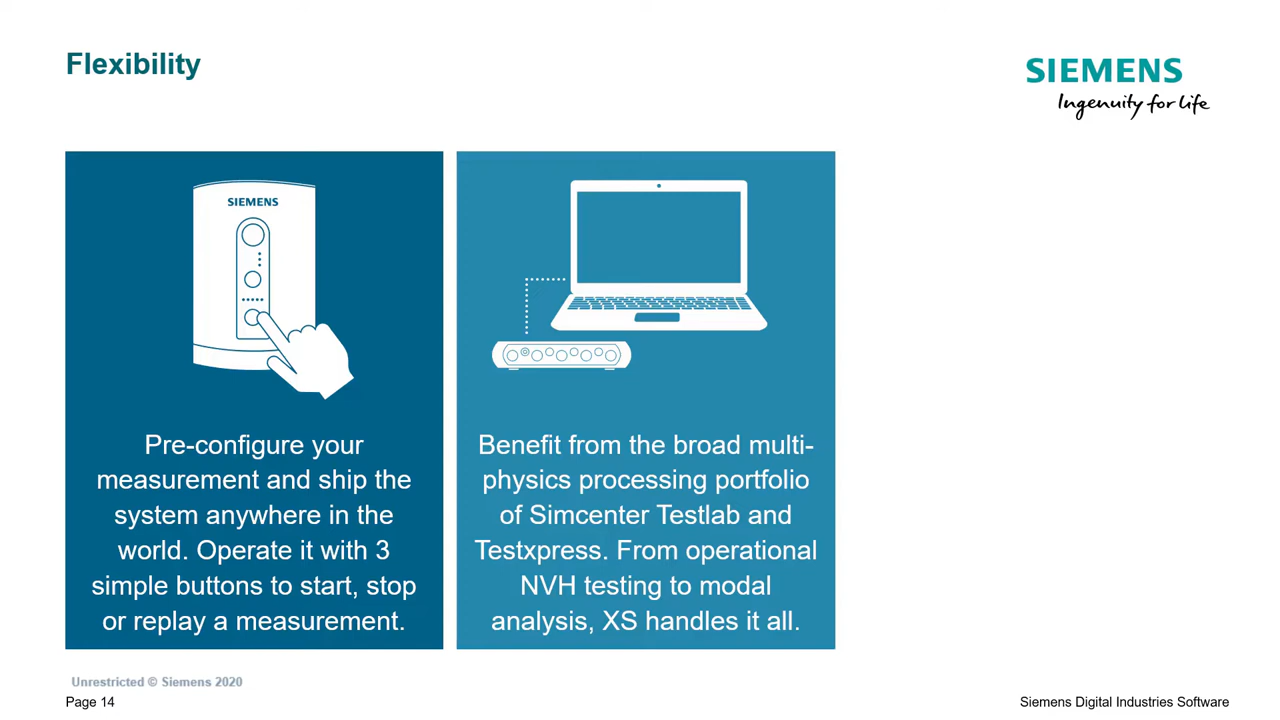 Flexibility
SIEMENS
Ingenuity for life
SIEMENS
Pre-configure your
measurement and ship the
system anywhere in the
world. Operate it with 3
simple buttons to start, stop
or replay a measurement.
Benefit from the broad multi-
physics processing portfolio
of Simcenter Testlab and
Testxpress. From operational
NVH testing to modal
analysis, XS handles it all.
Unrestricted © Siemens 2020
Page 14
Siemens Digital Industries Software